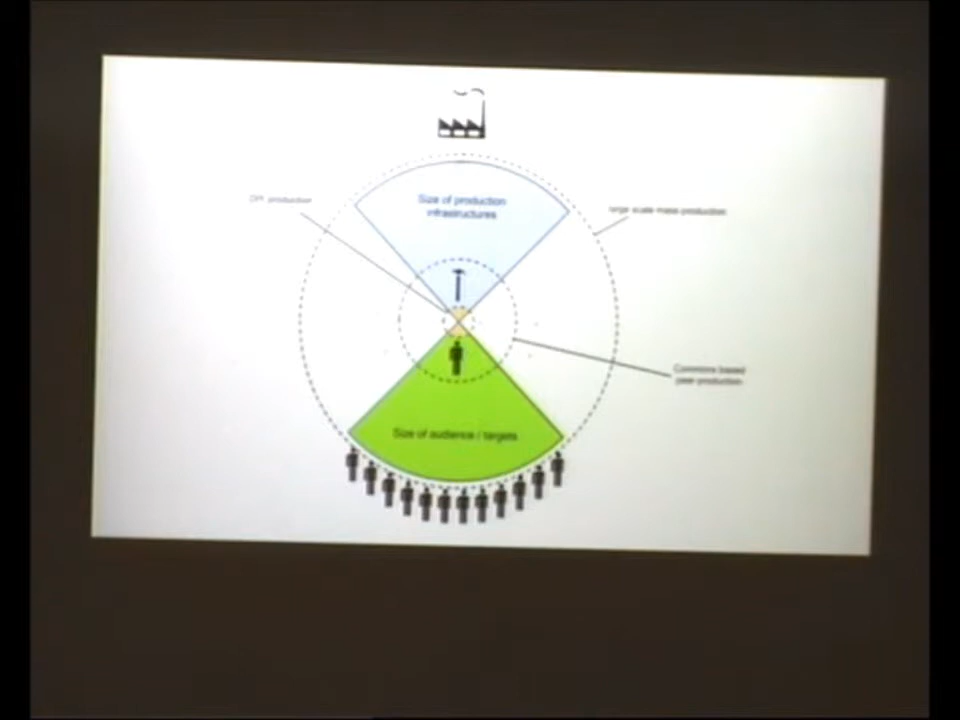 DIY production
Size of production
infrastructures
large scale mass-production
Commons based
peer-production
Size of audience / targets